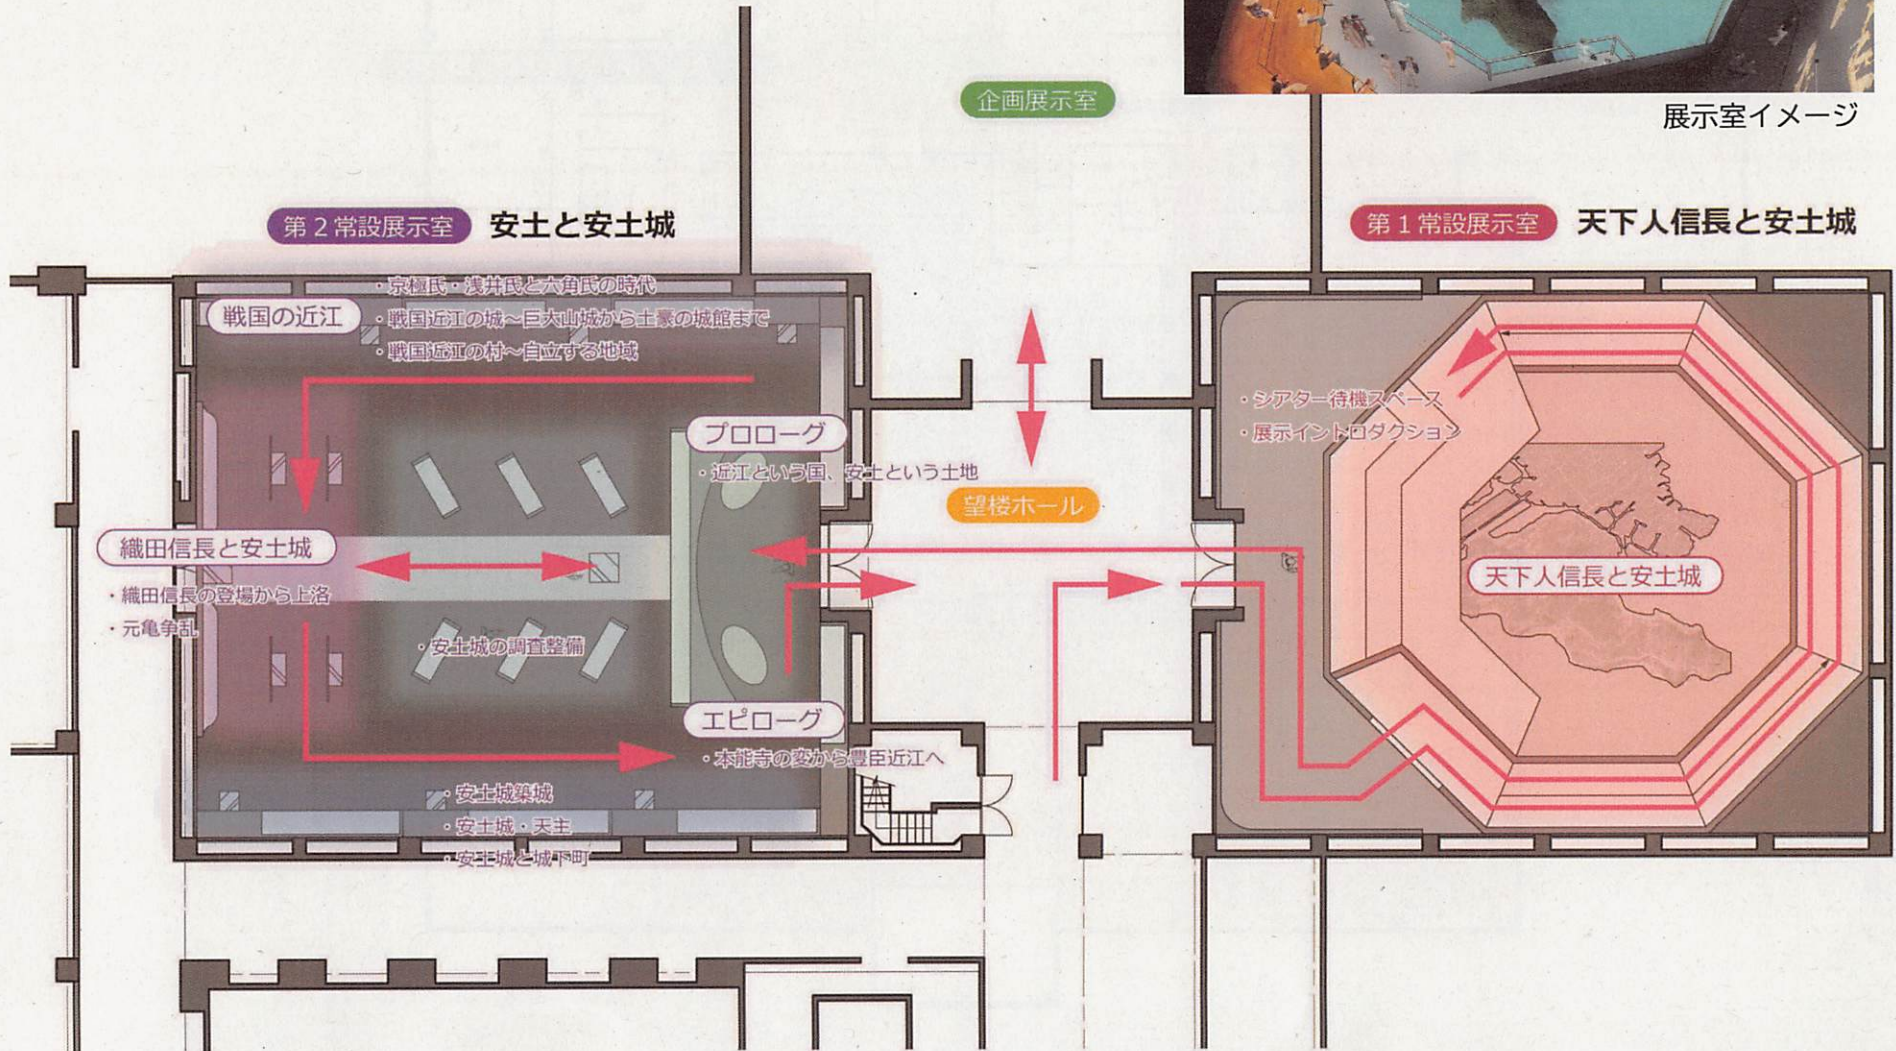 企画展示室
展示室イメージ
第2常設展示室 安土と安土城
第1常設展示室 天下人信長と安土城
戦国の近江
・京極氏・浅井氏と六角氏の時代
・戦国近江の城～巨大山城から土豪の城館まで
・戦国近江の村～自立する地域
プロローグ
・近江という国、安土という土地
望楼ホール
・シアター待機スペース
・展示イントロダクション
天下人信長と安土城
織田信長と安土城
・織田信長の登場から上洛
・元亀争乱
・安土城の調査整備
エピローグ
・本能寺の変から豊臣近江へ
・安土城築城
・安土城・天主
・安土城と城下町